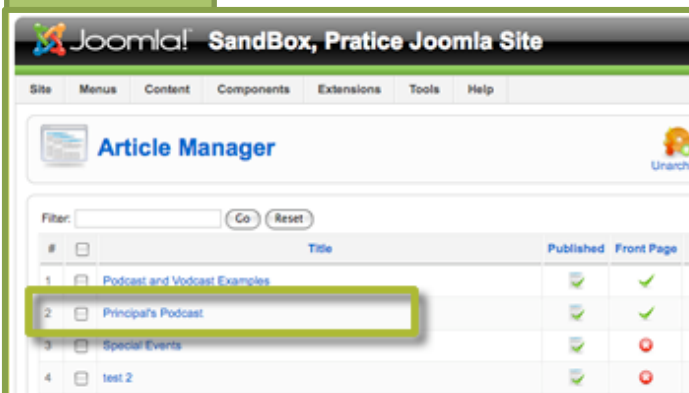 Joomla! SandBox, Pratice Joomla Site
Site Menus Content Components Extensions Tools Help
Article Manager
Filter: Go Reset
# Title Published Front Page
1 Podcast and Vodcast Examples
2 Principal's Podcast
3 Special Events
4 test 2